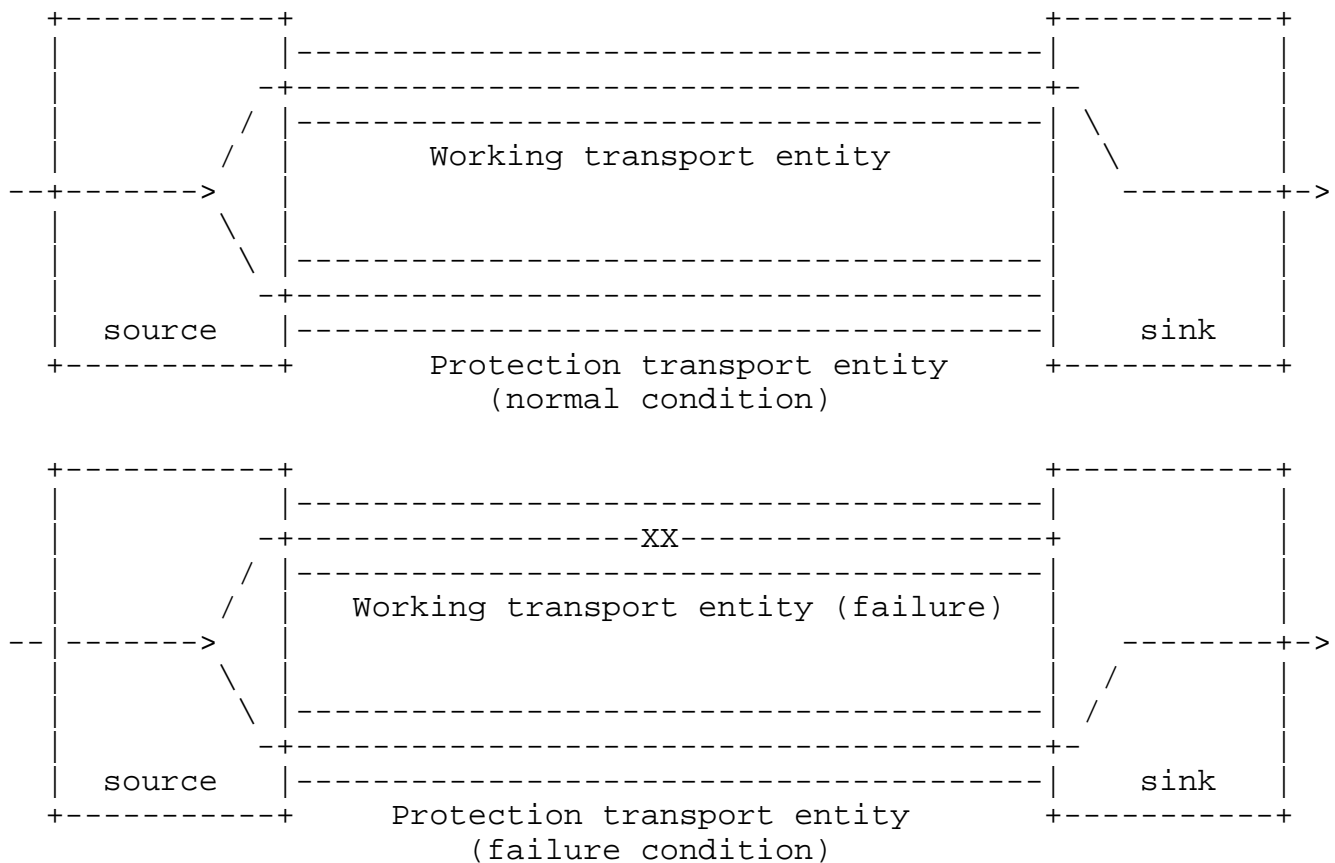 Working transport entity
source
sink
Protection transport entity
(normal condition)
XX
Working transport entity (failure)
source
sink
Protection transport entity
(failure condition)